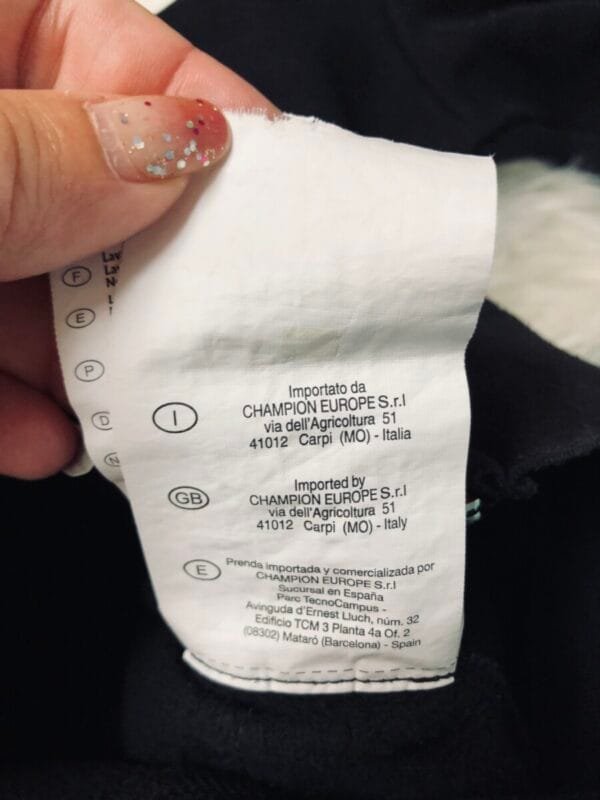 Lav
F
La
N
E
P
D
N
I
Importato da
CHAMPION EUROPE S.r.l
via dell'Agricoltura 51
41012 Carpi (MO) - Italia
GB
Imported by
CHAMPION EUROPE S.r.l
via dell'Agricoltura 51
41012 Carpi (MO) - Italy
E
Prenda importada y comercializada por
CHAMPION EUROPE S.r.l
Sucursal en España
Parc TecnoCampus -
Avinguda d'Ernest Lluch, núm. 32
Edificio TCM 3 Planta 4a Of. 2
(08302) Mataró (Barcelona) - Spain